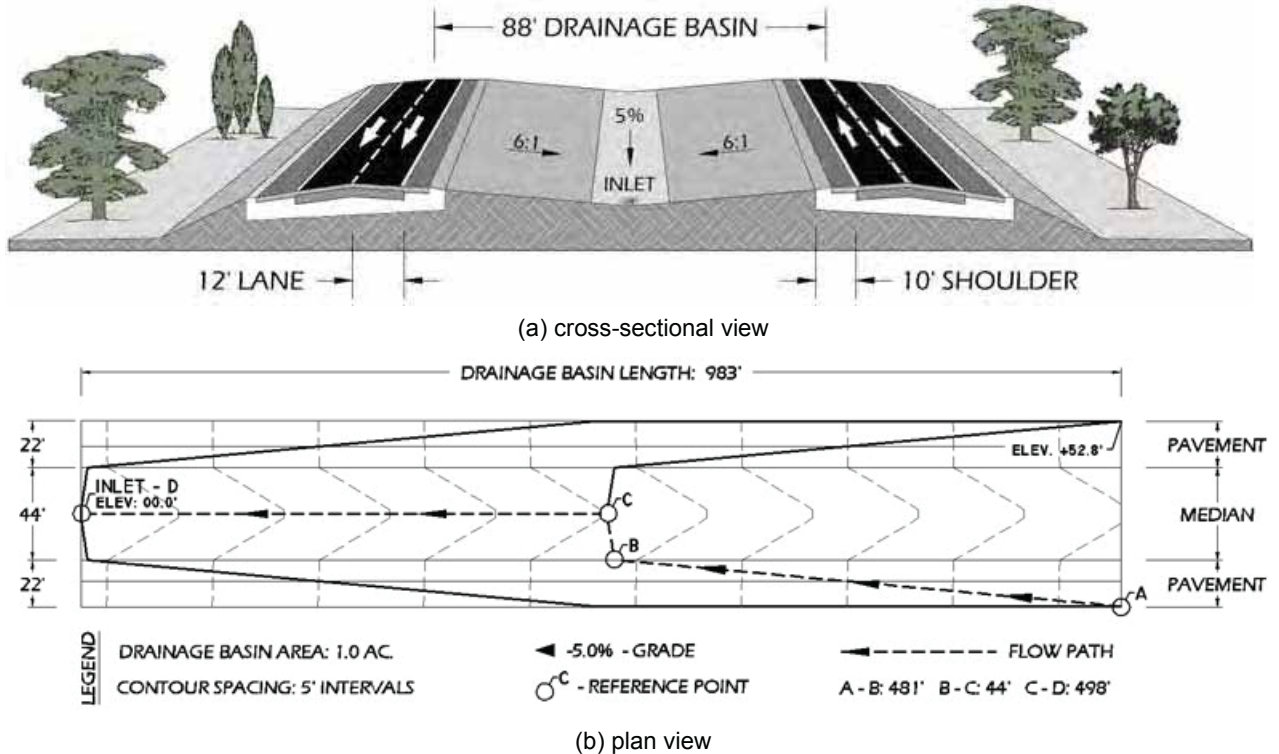 88' DRAINAGE BASIN
5%
6:1
6:1
INLET
12' LANE
10' SHOULDER
(a) cross-sectional view
DRAINAGE BASIN LENGTH: 983'
22'
ELEV. +52.8'
PAVEMENT
INLET - D
ELEV: 00.0'
44'
C
MEDIAN
B
22'
A
PAVEMENT
LEGEND
DRAINAGE BASIN AREA: 1.0 AC.
-5.0% - GRADE
FLOW PATH
CONTOUR SPACING: 5' INTERVALS
C - REFERENCE POINT
A - B: 481' B - C: 44' C - D: 498'
(b) plan view